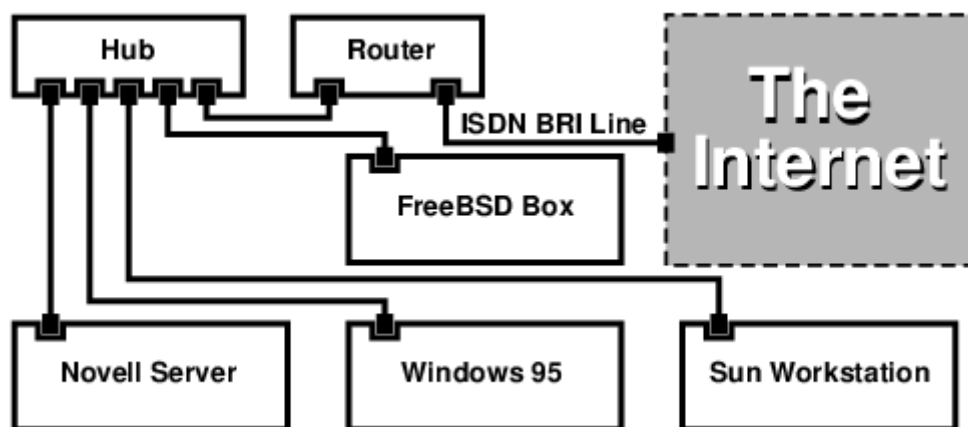 Hub
Router
The
Internet
ISDN BRI Line
FreeBSD Box
Novell Server
Windows 95
Sun Workstation